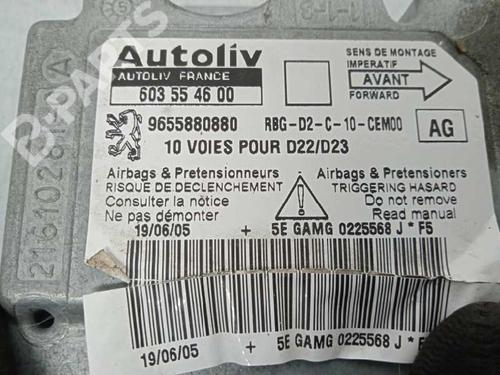 Autoliv
AUTOLIV FRANCE
603 55 46 00
SENS DE MONTAGE
IMPERATIF
AVANT
FORWARD
9655880880 RBG-D2-C-10-CEM00 AG
10 VOIES POUR D22/D23
Airbags & Pretensionneurs
RISQUE DE DECLENCHEMENT
Consulter la notice
Ne pas démonter
Airbags & Pretensioners
TRIGGERING HASARD
Do not remove
Read manual
19/06/05 + 5E GAMG 0225568 J * F5
19/06/05 + 5E GAMG 0225568 J * F5
B-PARTS